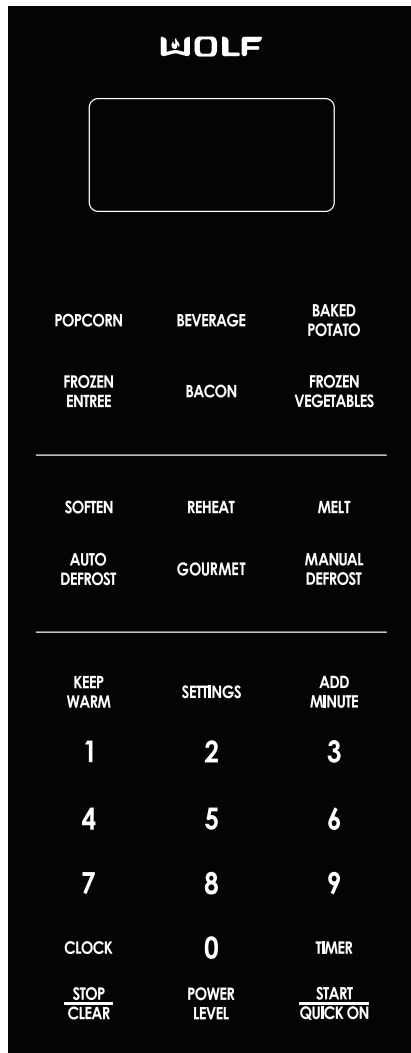 WOLF
POPCORN BEVERAGE BAKED POTATO
FROZEN ENTREE BACON FROZEN VEGETABLES
SOFTEN REHEAT MELT
AUTO DEFROST GOURMET MANUAL DEFROST
KEEP WARM SETTINGS ADD MINUTE
1 2 3
4 5 6
7 8 9
CLOCK 0 TIMER
STOP CLEAR POWER LEVEL START QUICK ON